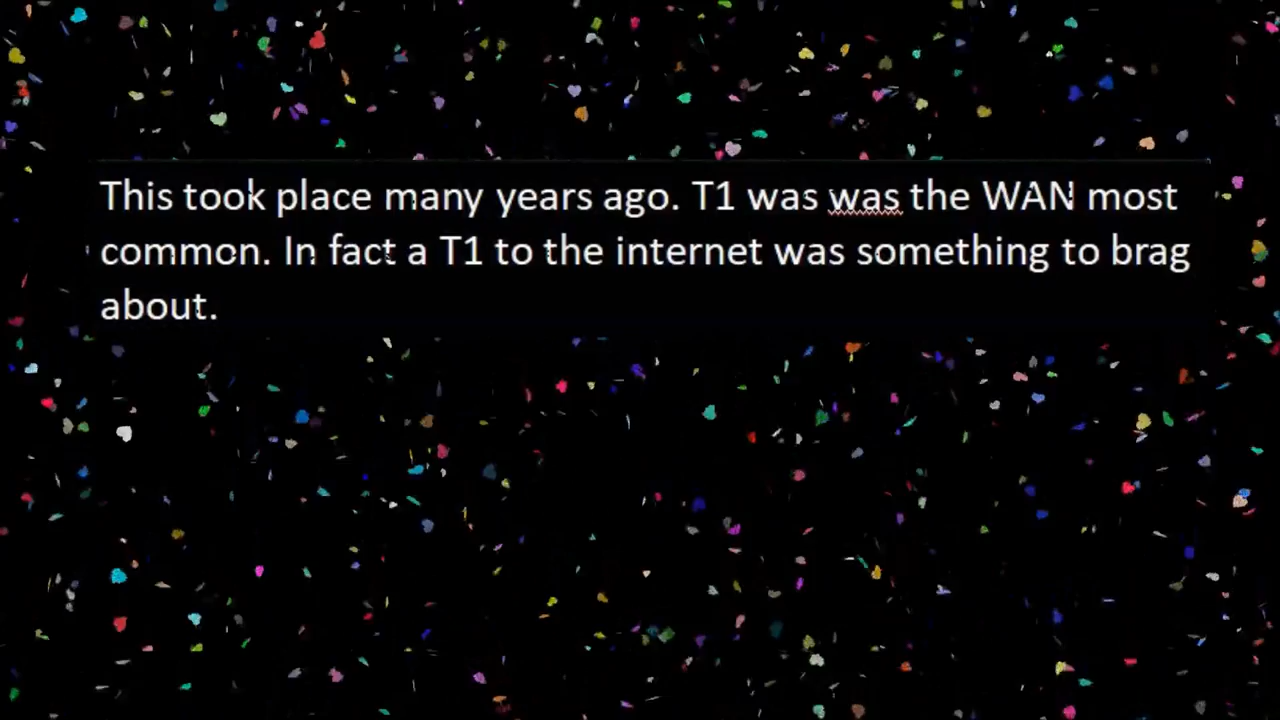 This took place many years ago. T1 was was the WAN most
common. In fact a T1 to the internet was something to brag
about.